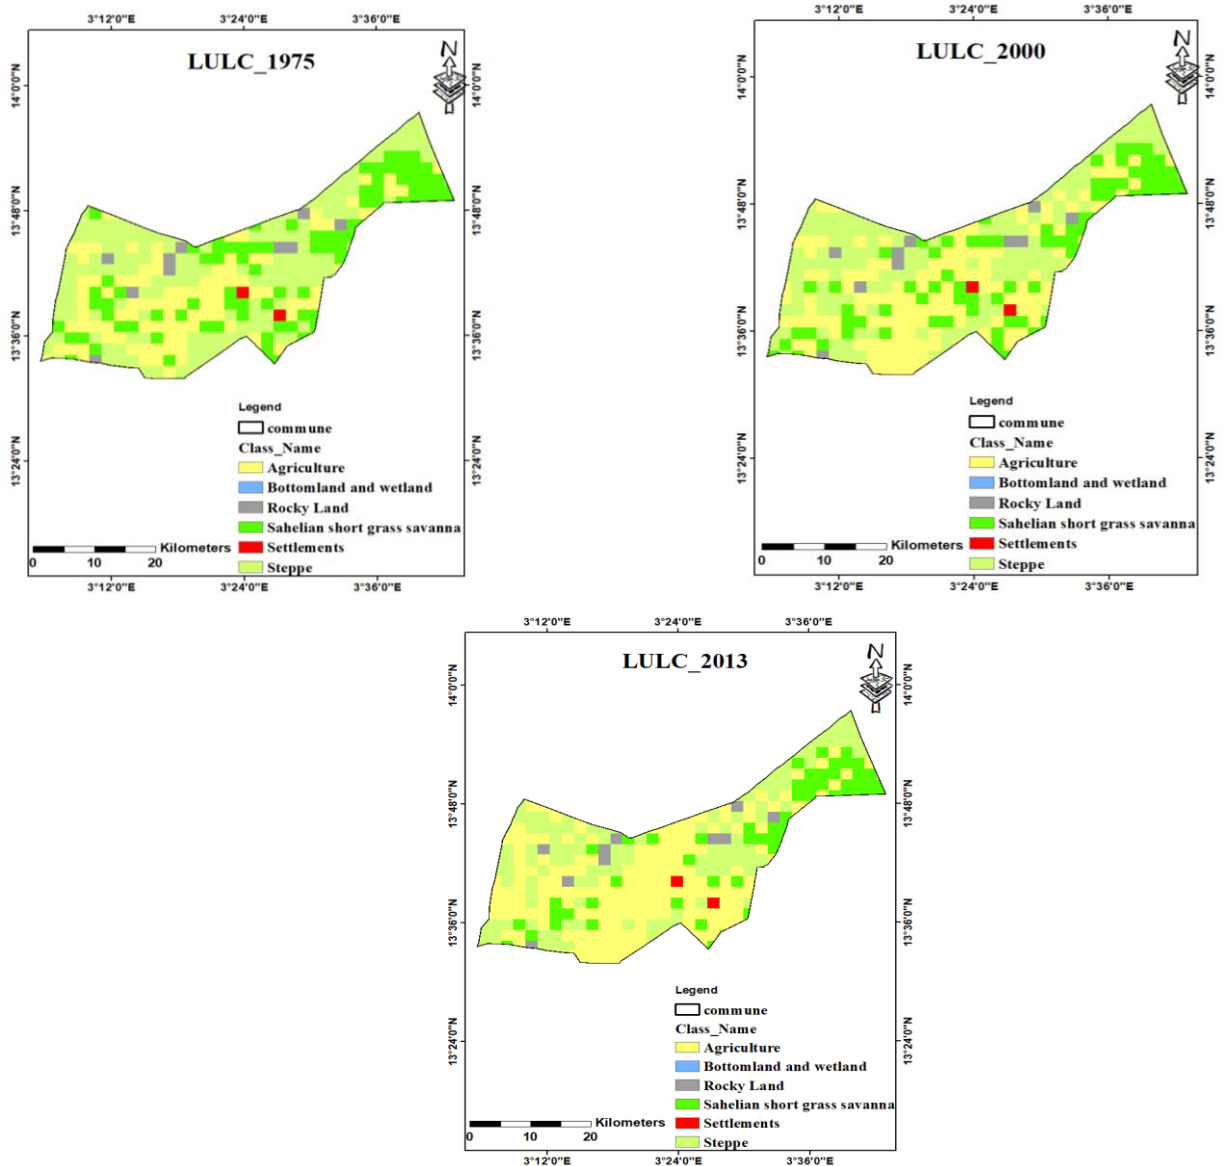 3°12'0"E 3°24'0"E 3°36'0"E
LULC_1975
N
14°0'0"N
14°0'0"N
13°48'0"N
13°48'0"N
13°36'0"N
13°36'0"N
13°24'0"N
13°24'0"N
Legend
commune
Class_Name
Agriculture
Bottomland and wetland
Rocky Land
Sahelian short grass savanna
Settlements
Steppe
Kilometers
0 10 20
3°12'0"E 3°24'0"E 3°36'0"E
3°12'0"E 3°24'0"E 3°36'0"E
LULC_2000
N
14°0'0"N
14°0'0"N
13°48'0"N
13°48'0"N
13°36'0"N
13°36'0"N
13°24'0"N
13°24'0"N
Legend
commune
Class_Name
Agriculture
Bottomland and wetland
Rocky Land
Sahelian short grass savanna
Settlements
Steppe
Kilometers
0 10 20
3°12'0"E 3°24'0"E 3°36'0"E
3°12'0"E 3°24'0"E 3°36'0"E
LULC_2013
N
14°0'0"N
14°0'0"N
13°48'0"N
13°48'0"N
13°36'0"N
13°36'0"N
13°24'0"N
13°24'0"N
Legend
commune
Class_Name
Agriculture
Bottomland and wetland
Rocky Land
Sahelian short grass savanna
Settlements
Steppe
Kilometers
0 10 20
3°12'0"E 3°24'0"E 3°36'0"E